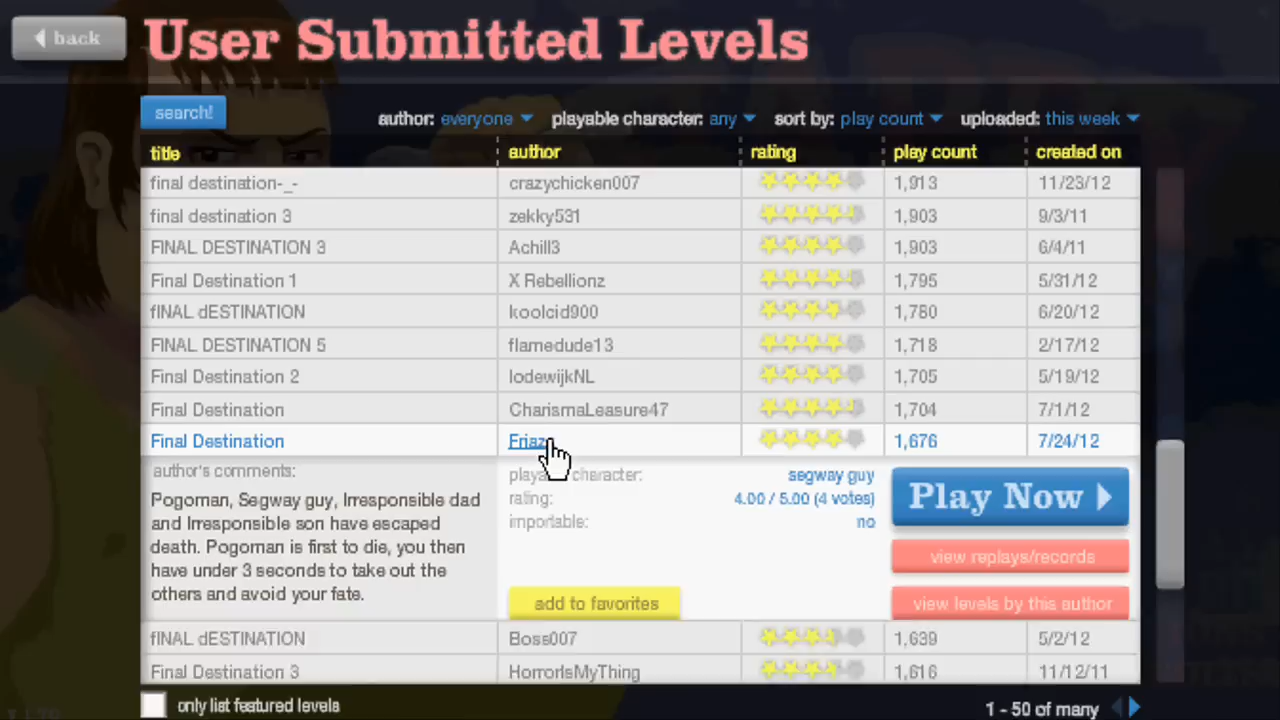 back
User Submitted Levels
search!
author: everyone playable character: any sort by: play count uploaded: this week
title author rating play count created on
final destination-_- crazychicken007 1,913 11/23/12
final destination 3 zekky531 1,903 9/3/11
FINAL DESTINATION 3 Achill3 1,903 6/4/11
Final Destination 1 X Rebellionz 1,795 5/31/12
fINAL dESTINATION koolcid900 1,780 6/20/12
FINAL DESTINATION 5 flamedude13 1,718 2/17/12
Final Destination 2 lodewijkNL 1,705 5/19/12
Final Destination CharismaLeasure47 1,704 7/1/12
Final Destination 1,676 7/24/12
author's comments:
Pogoman, Segway guy, Irresponsible dad
and Irresponsible son have escaped
death. Pogoman is first to die, you then
have under 3 seconds to take out the
others and avoid your fate.
character: segway guy
rating: 4.00 / 5.00 (4 votes)
importable: no
add to favorites
Play Now
view replays/records
view levels by this author
fINAL dESTINATION Boss007 1,639 5/2/12
Final Destination 3 HorrorIsMyThing 1,616 11/12/11
only list featured levels
1 - 50 of many